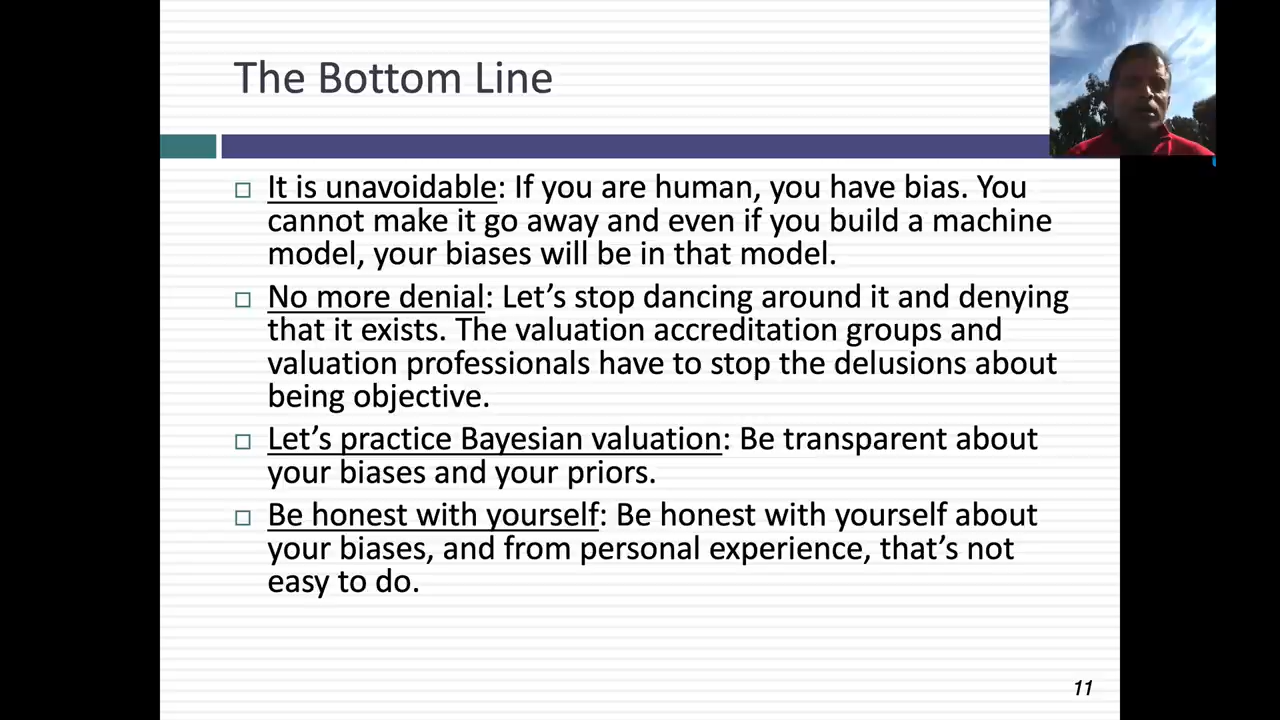 The Bottom Line
It is unavoidable: If you are human, you have bias. You
cannot make it go away and even if you build a machine
model, your biases will be in that model.
No more denial: Let’s stop dancing around it and denying
that it exists. The valuation accreditation groups and
valuation professionals have to stop the delusions about
being objective.
Let’s practice Bayesian valuation: Be transparent about
your biases and your priors.
Be honest with yourself: Be honest with yourself about
your biases, and from personal experience, that’s not
easy to do.
11